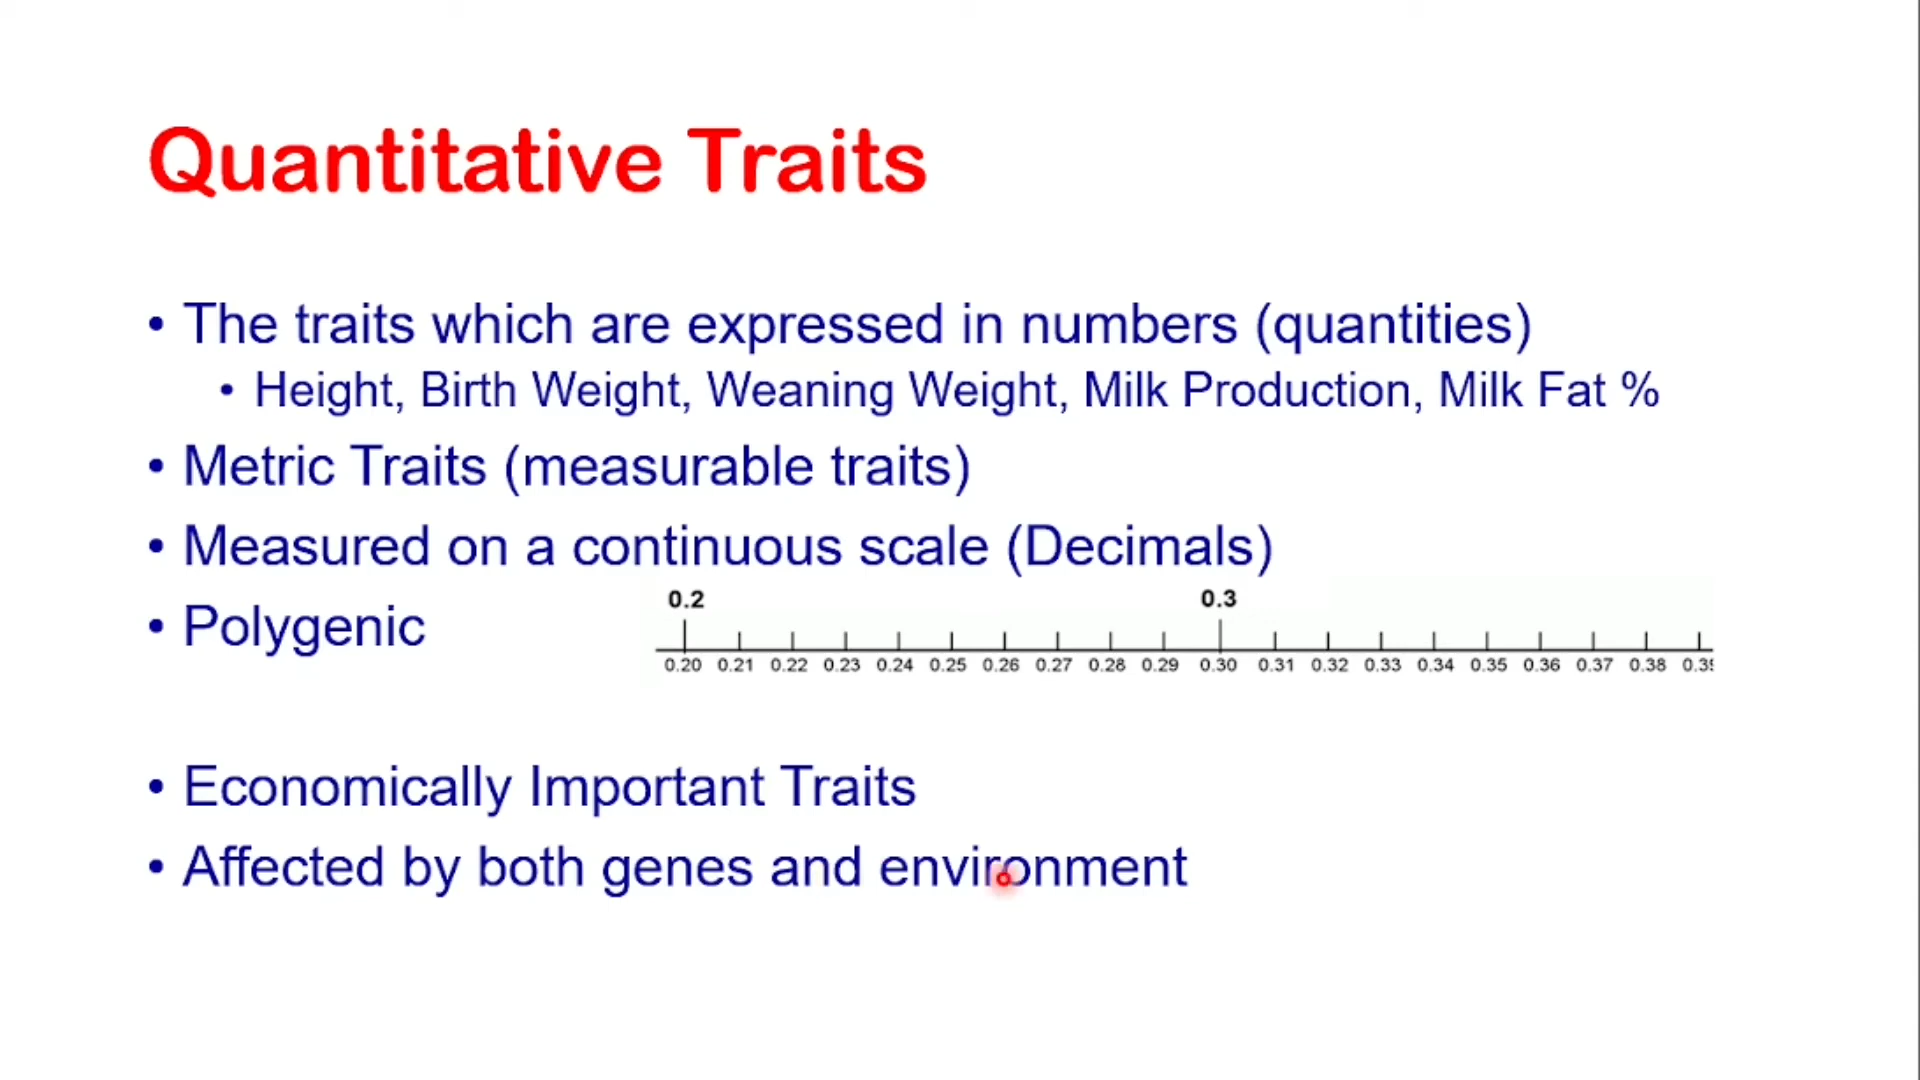 Quantitative Traits
• The traits which are expressed in numbers (quantities)
• Height, Birth Weight, Weaning Weight, Milk Production, Milk Fat %
• Metric Traits (measurable traits)
• Measured on a continuous scale (Decimals)
• Polygenic
0.2 0.3
0.20 0.21 0.22 0.23 0.24 0.25 0.26 0.27 0.28 0.29 0.30 0.31 0.32 0.33 0.34 0.35 0.36 0.37 0.38
• Economically Important Traits
• Affected by both genes and environment